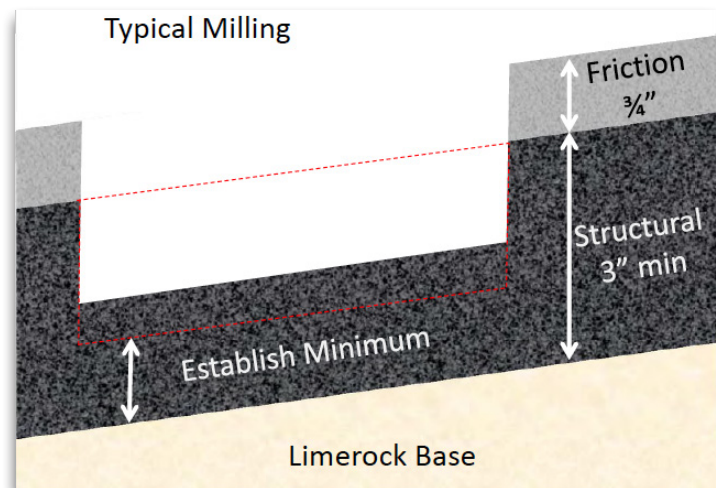 Typical Milling
Friction
¾”
Structural
3” min
Establish Minimum
Limerock Base